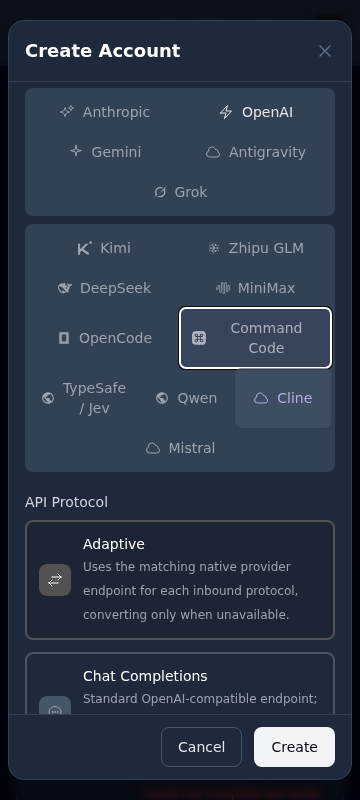 Create Account
Anthropic
OpenAI
Gemini
Antigravity
Grok
Kimi
Zhipu GLM
DeepSeek
MiniMax
OpenCode
Command
Code
TypeSafe
/ Jev
Qwen
Cline
Mistral
API Protocol
Adaptive
Uses the matching native provider
endpoint for each inbound protocol,
converting only when unavailable.
Chat Completions
Standard OpenAI-compatible endpoint;
Cancel
Create